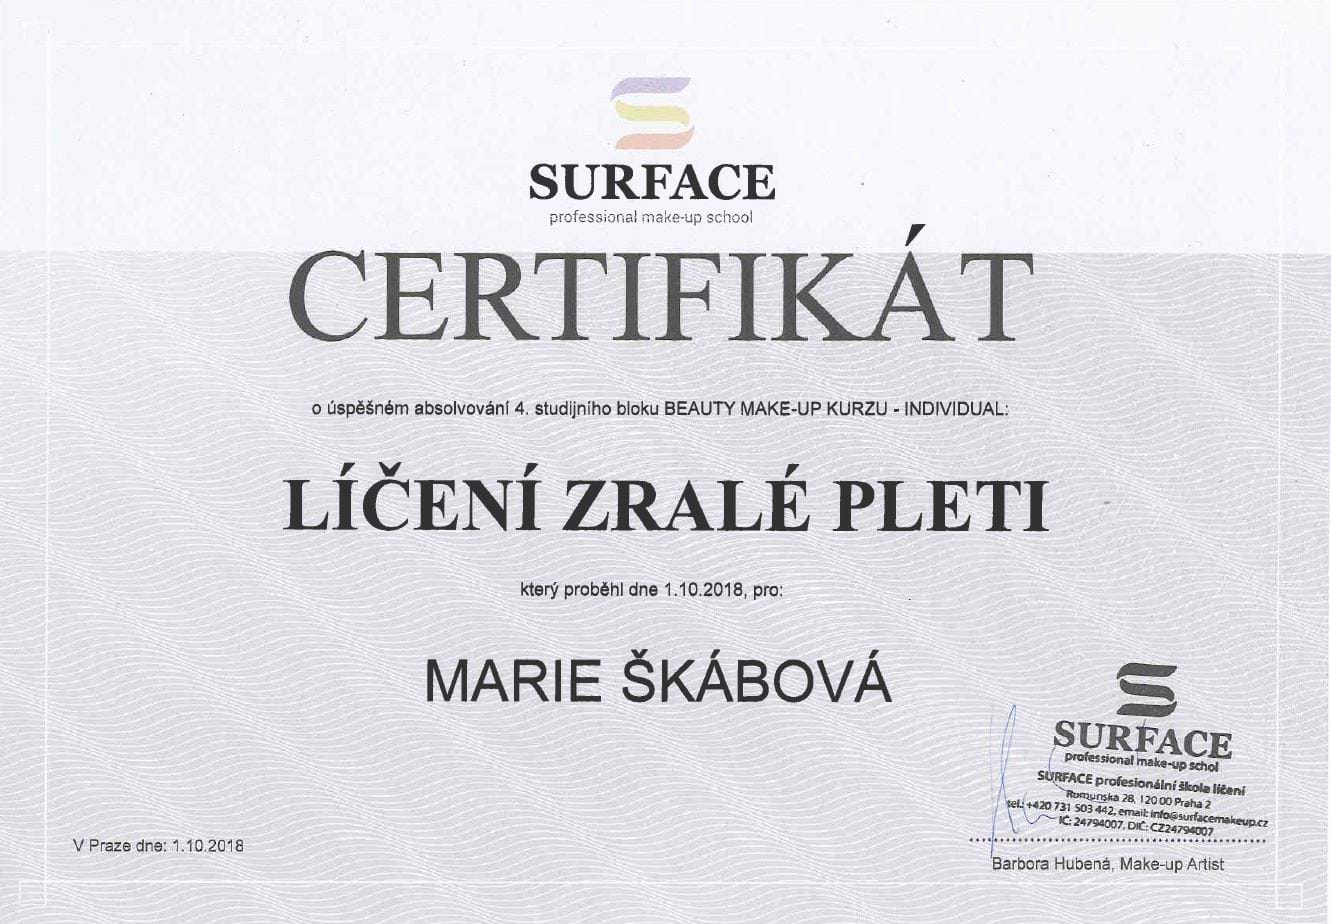 SURFACE
professional make-up school
CERTIFIKÁT
o úspěšném absolvování 4. studijního bloku BEAUTY MAKE-UP KURZU - INDIVIDUAL:
LÍČENÍ ZRALÉ PLETI
který proběhl dne 1.10.2018, pro:
MARIE ŠKÁBOVÁ
SURFACE
professional make-up schol
SURFACE profesionální škola líčení
Rumunská 28, 120 00 Praha 2
tel.: +420 731 503 442, email: info@surfacemakeup.cz
IČ: 24794007, DIČ: CZ24794007
V Praze dne: 1.10.2018
Barbora Hubená, Make-up Artist